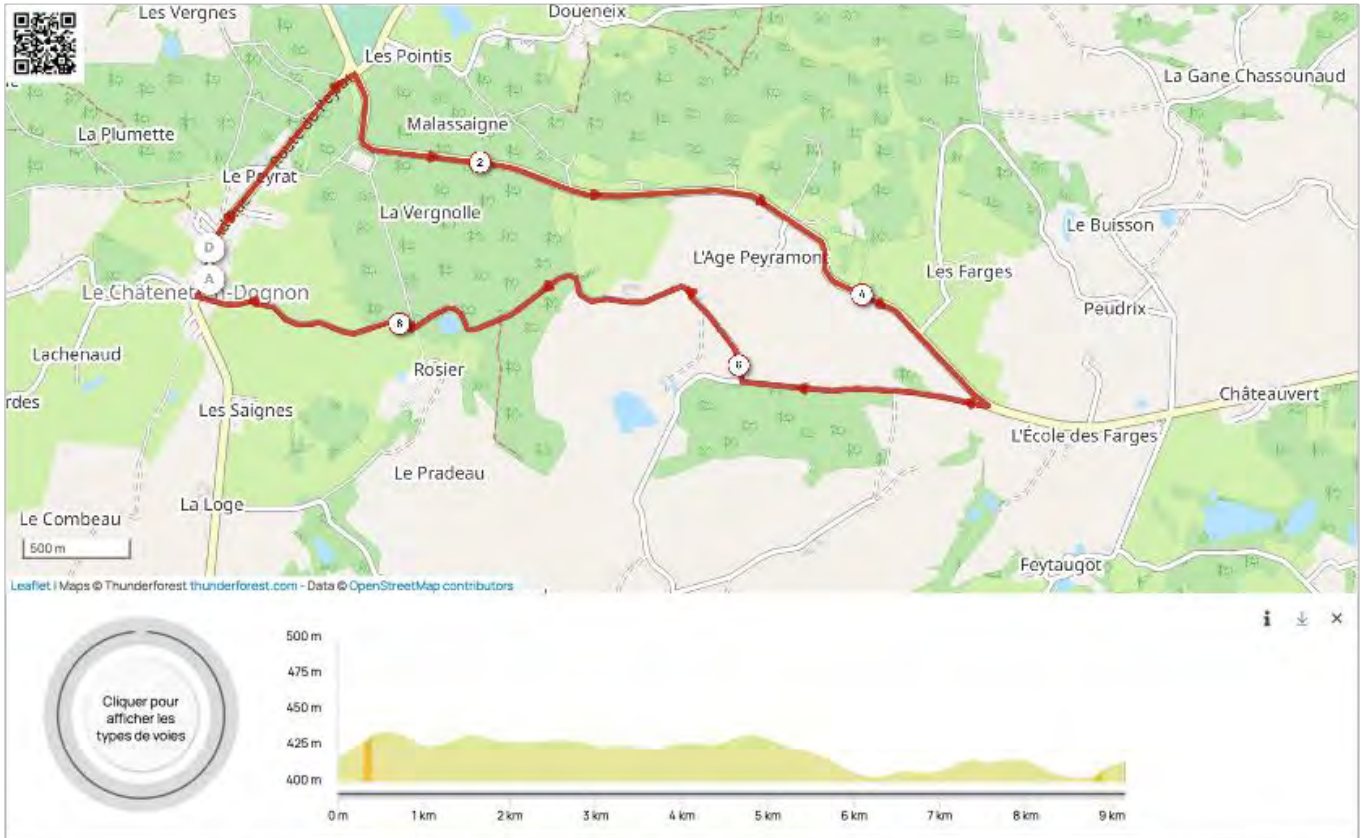 Les Vergnes
Doueneix
Les Pointis
La Gane Chassounaud
Malassaigne
La Plumette
Route du Peyrat
Le Peyrat
2
La Vergnolle
Le Buisson
D
L'Age Peyramon
Les Farges
A
Le Châtenet-en-Dognon
4
Peudrix
8
Lachenaud
Rosier
6
rdes
Les Saignes
Châteauvert
L'École des Farges
Le Pradeau
La Loge
Le Combeau
500 m
Feytaugot
Leaflet | Maps © Thunderforest thunderforest.com - Data © OpenStreetMap contributors
500 m
475 m
450 m
425 m
400 m
Cliquer pour
afficher les
types de voies
0 m 1 km 2 km 3 km 4 km 5 km 6 km 7 km 8 km 9 km